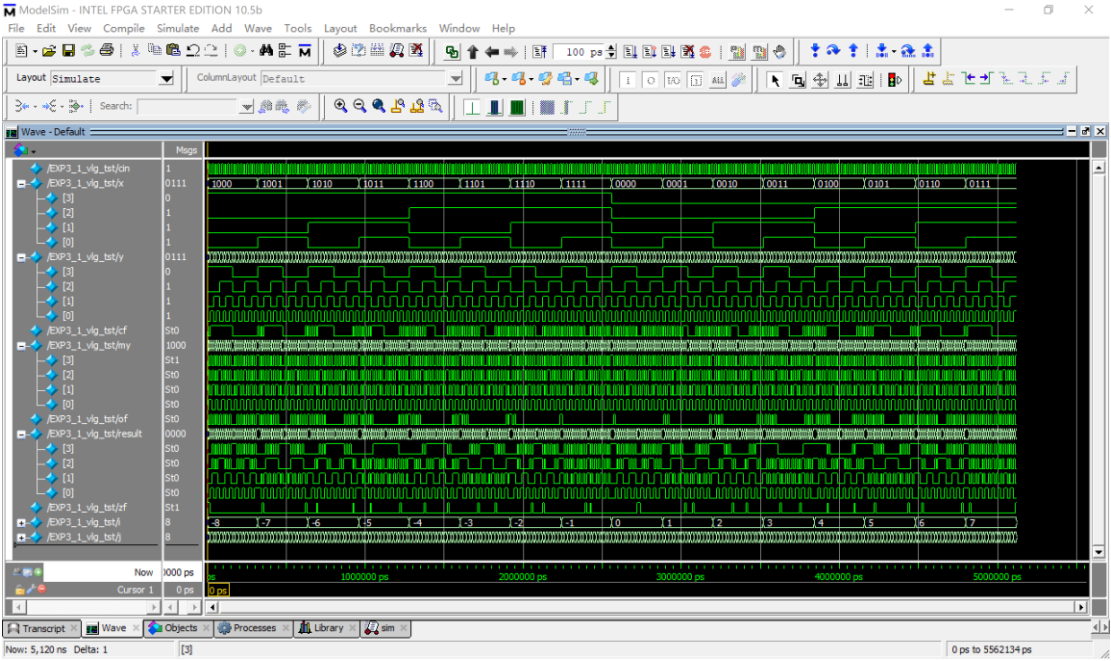 ModelSim - INTEL FPGA STARTER EDITION 10.5b
File Edit View Compile Simulate Add Wave Tools Layout Bookmarks Window Help
100 ps
Layout Simulate ColumnLayout Default
Search:
Wave - Default
Msgs
/EXP3_1_vlg_tst/cin 1
/EXP3_1_vlg_tst/x 0111 1000 1001 1010 1011 1100 1101 1110 1111 0000 0001 0010 0011 0100 0101 0110 0111
[3] 0
[2] 1
[1] 1
[0] 1
/EXP3_1_vlg_tst/y 0111
[3] 0
[2] 1
[1] 1
[0] 1
/EXP3_1_vlg_tst/cf St0
/EXP3_1_vlg_tst/my 1000
[3] St1
[2] St0
[1] St0
[0] St0
/EXP3_1_vlg_tst/of St0
/EXP3_1_vlg_tst/result 0000
[3] St0
[2] St0
[1] St0
[0] St0
/EXP3_1_vlg_tst/zf St1
/EXP3_1_vlg_tst/i 8 -8 -7 -6 -5 -4 -3 -2 -1 0 1 2 3 4 5 6 7
/EXP3_1_vlg_tst/j 8
Now 0000 ps ps 1000000 ps 2000000 ps 3000000 ps 4000000 ps 5000000 ps
Cursor 1 0 ps 0 ps
Transcript Wave Objects Processes Library sim
Now: 5,120 ns Delta: 1 [3] 0 ps to 5562134 ps